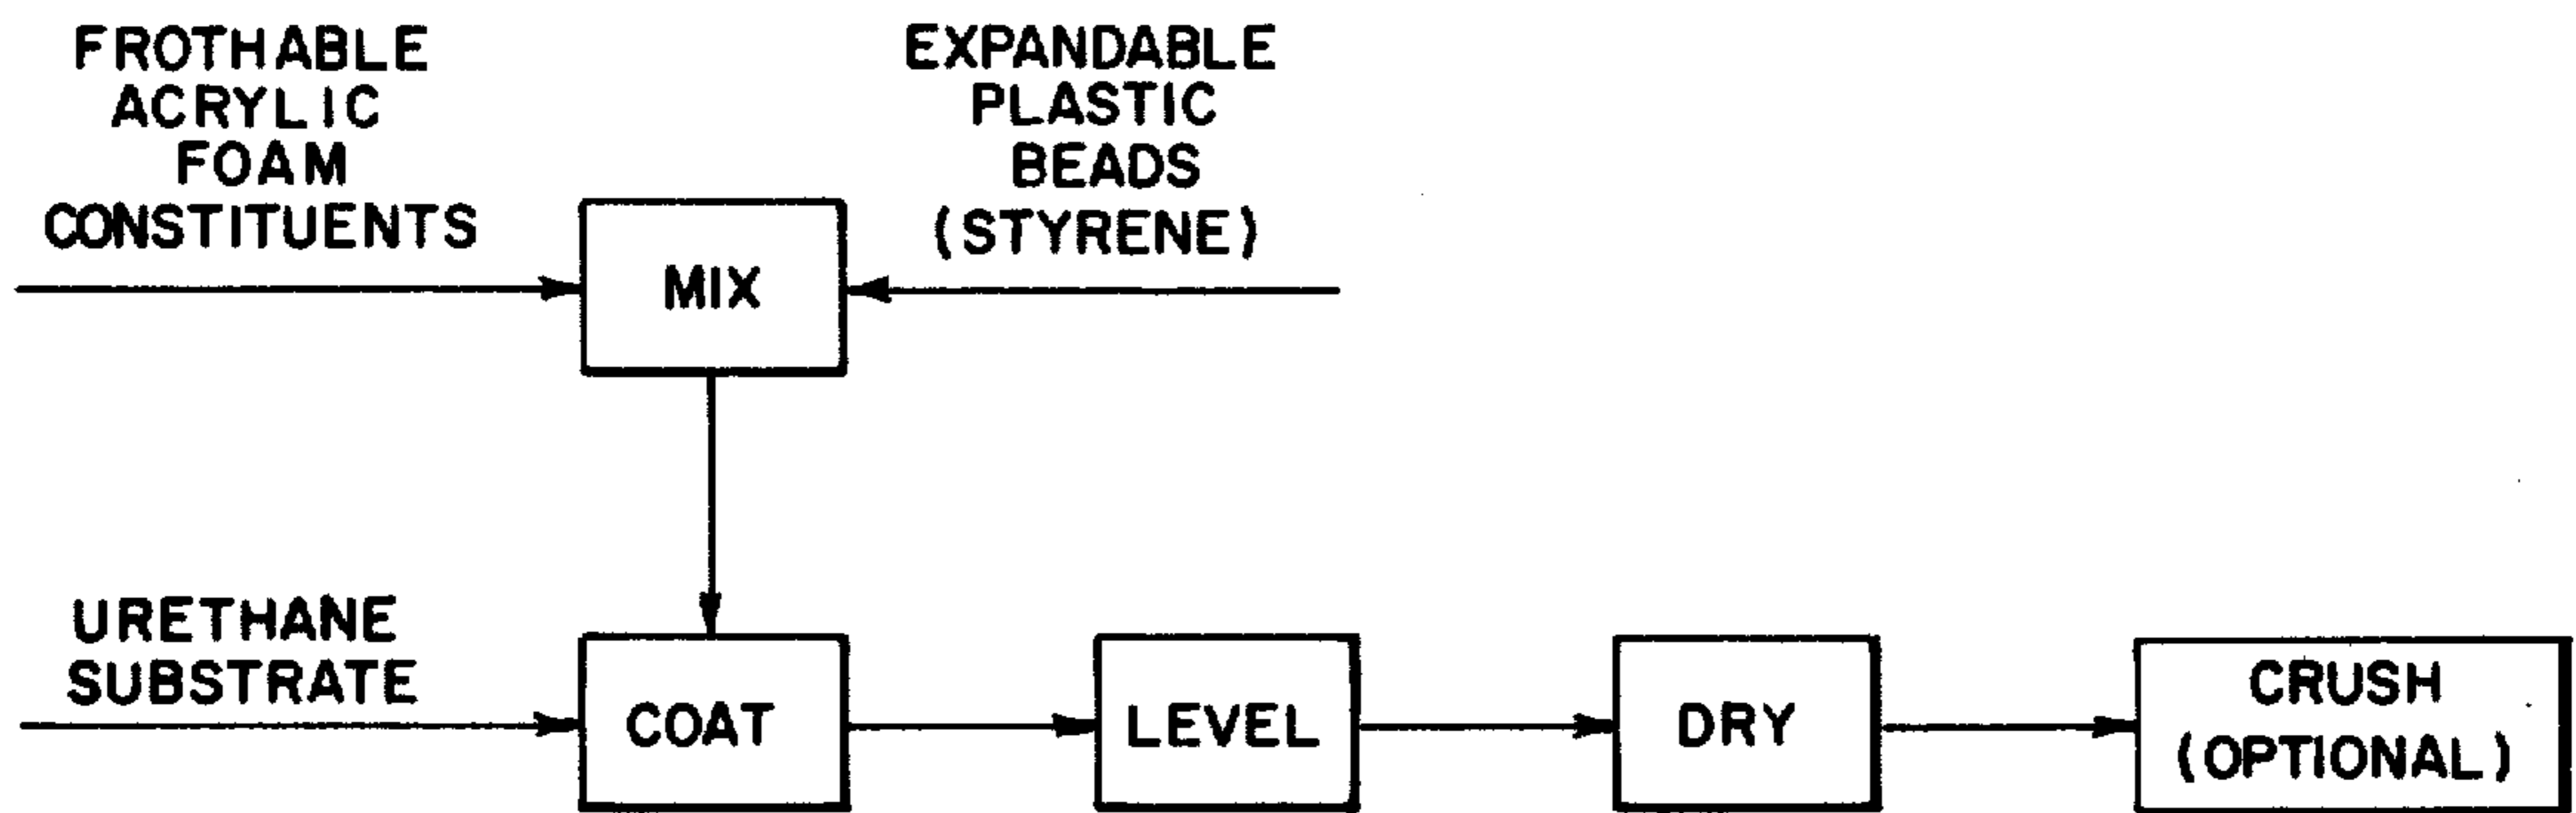 FROTHABLE
ACRYLIC
FOAM
CONSTITUENTS
EXPANDABLE
PLASTIC
BEADS
(STYRENE)
MIX
URETHANE
SUBSTRATE
COAT
LEVEL
DRY
CRUSH
(OPTIONAL)